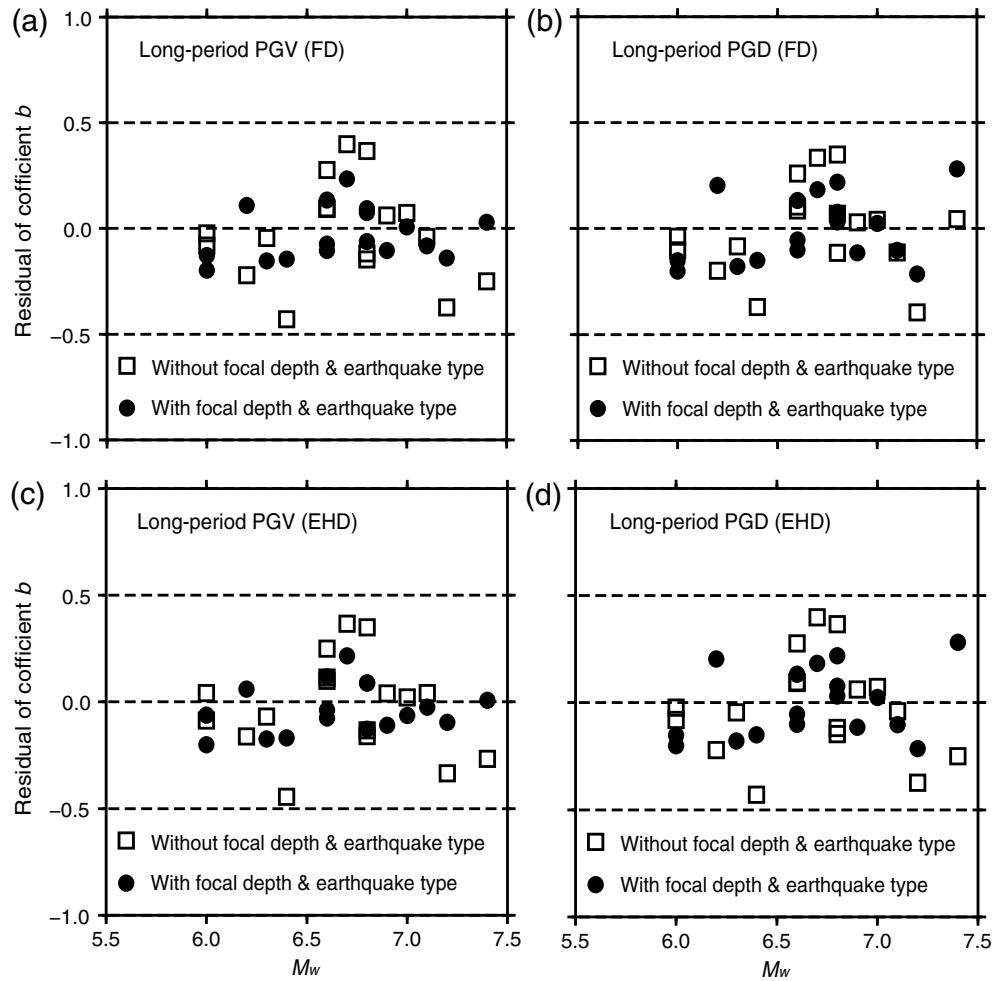 (a)
Long-period PGV (FD)
1.0
0.5
0.0
−0.5
−1.0
Residual of cofficient b
Without focal depth & earthquake type
With focal depth & earthquake type
(b)
Long-period PGD (FD)
Without focal depth & earthquake type
With focal depth & earthquake type
(c)
Long-period PGV (EHD)
1.0
0.5
0.0
−0.5
−1.0
Residual of cofficient b
Without focal depth & earthquake type
With focal depth & earthquake type
5.5 6.0 6.5 7.0 7.5
Mw
(d)
Long-period PGD (EHD)
Without focal depth & earthquake type
With focal depth & earthquake type
5.5 6.0 6.5 7.0 7.5
Mw